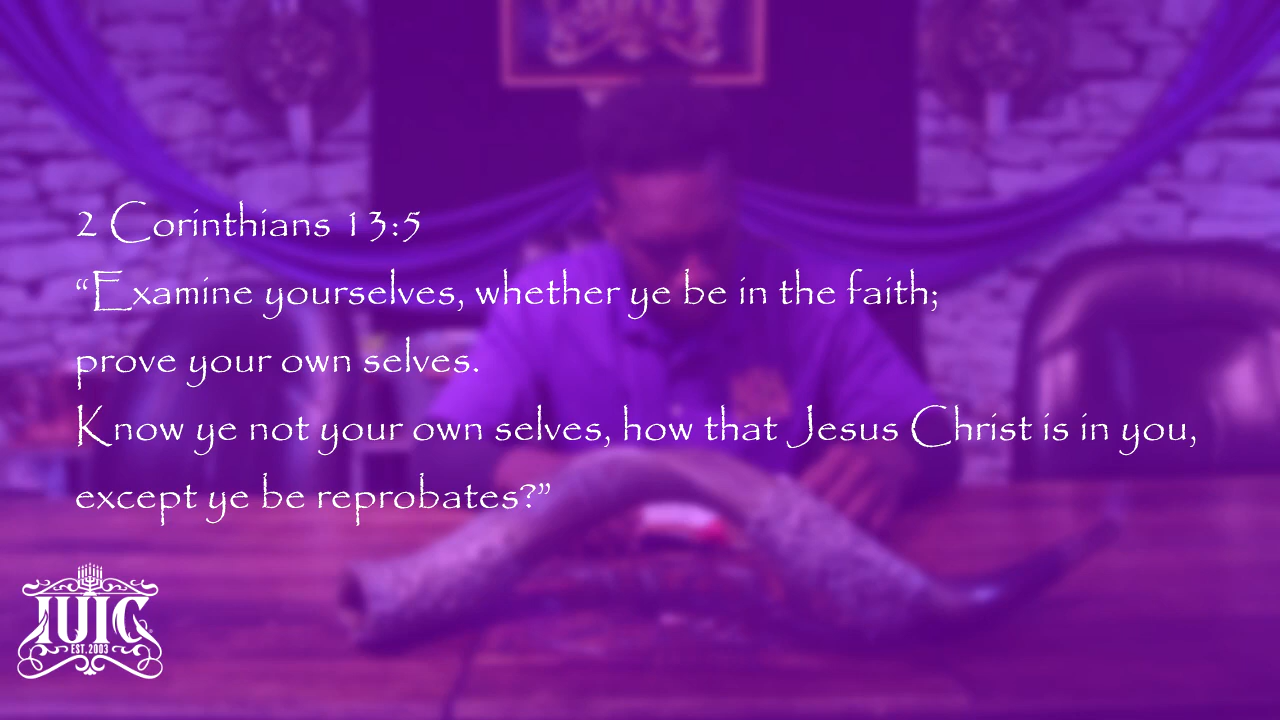 2 Corinthians 13:5
“Examine yourselves, whether ye be in the faith;
prove your own selves.
Know ye not your own selves, how that Jesus Christ is in you,
except ye be reprobates?”
IUIC
EST. 2003